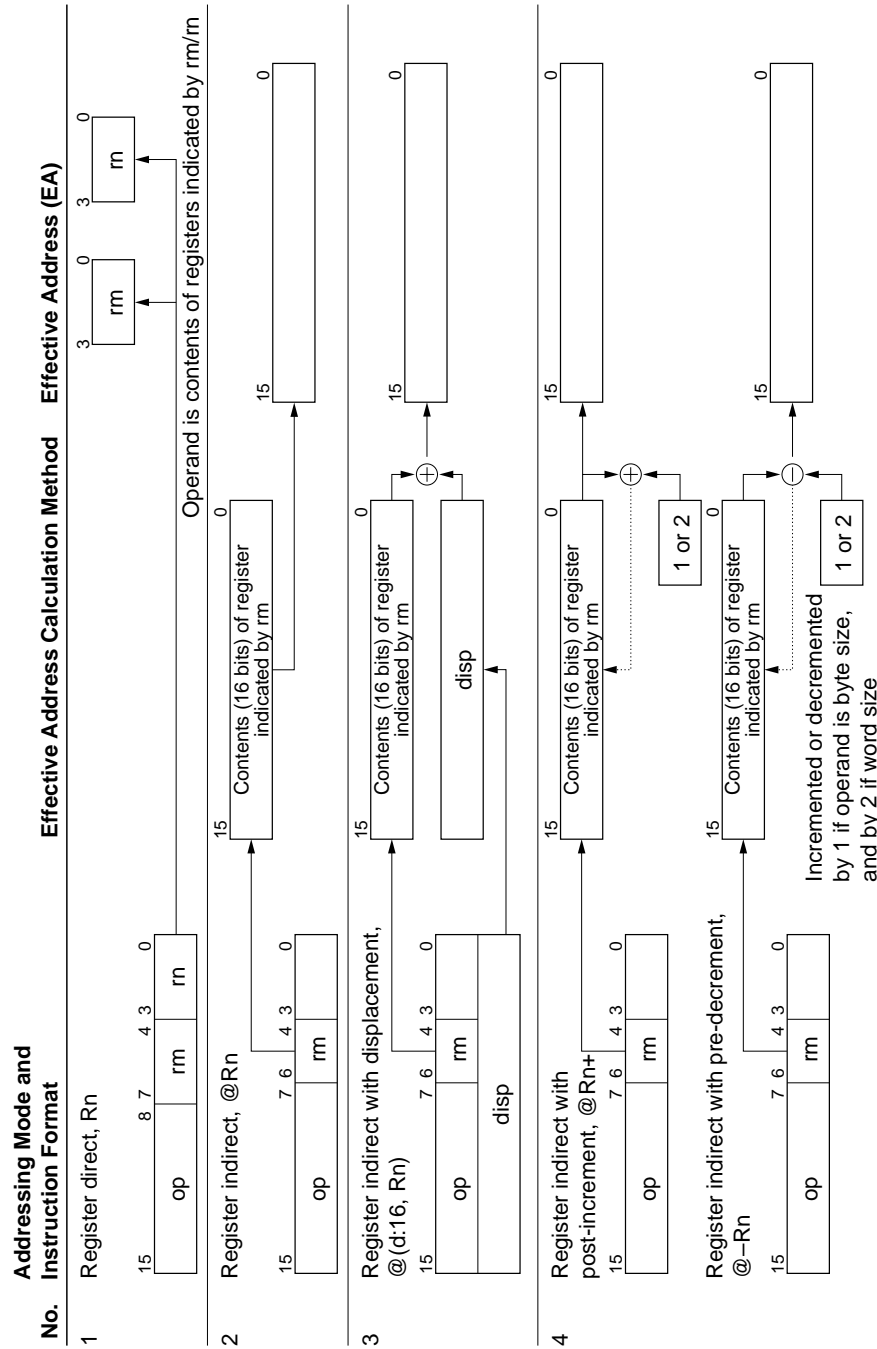 Addressing Mode and
No. Instruction Format Effective Address Calculation Method Effective Address (EA)
1 Register direct, Rn
3 0 3 0
rm rn
15 8 7 4 3 0
op rm rn
Operand is contents of registers indicated by rm/rn
2 Register indirect, @Rn
15 0
Contents (16 bits) of register
indicated by rm
15 7 6 4 3 0
op rm
15 0
3 Register indirect with displacement,
@(d:16, Rn)
15 0
Contents (16 bits) of register
indicated by rm
15 7 6 4 3 0
op rm
disp
disp
15 0
4 Register indirect with
post-increment, @Rn+
15 0
Contents (16 bits) of register
indicated by rm
15 7 6 4 3 0
op rm
1 or 2
15 0
Register indirect with pre-decrement,
@–Rn
15 0
Contents (16 bits) of register
indicated by rm
15 7 6 4 3 0
op rm
1 or 2
15 0
Incremented or decremented
by 1 if operand is byte size,
and by 2 if word size